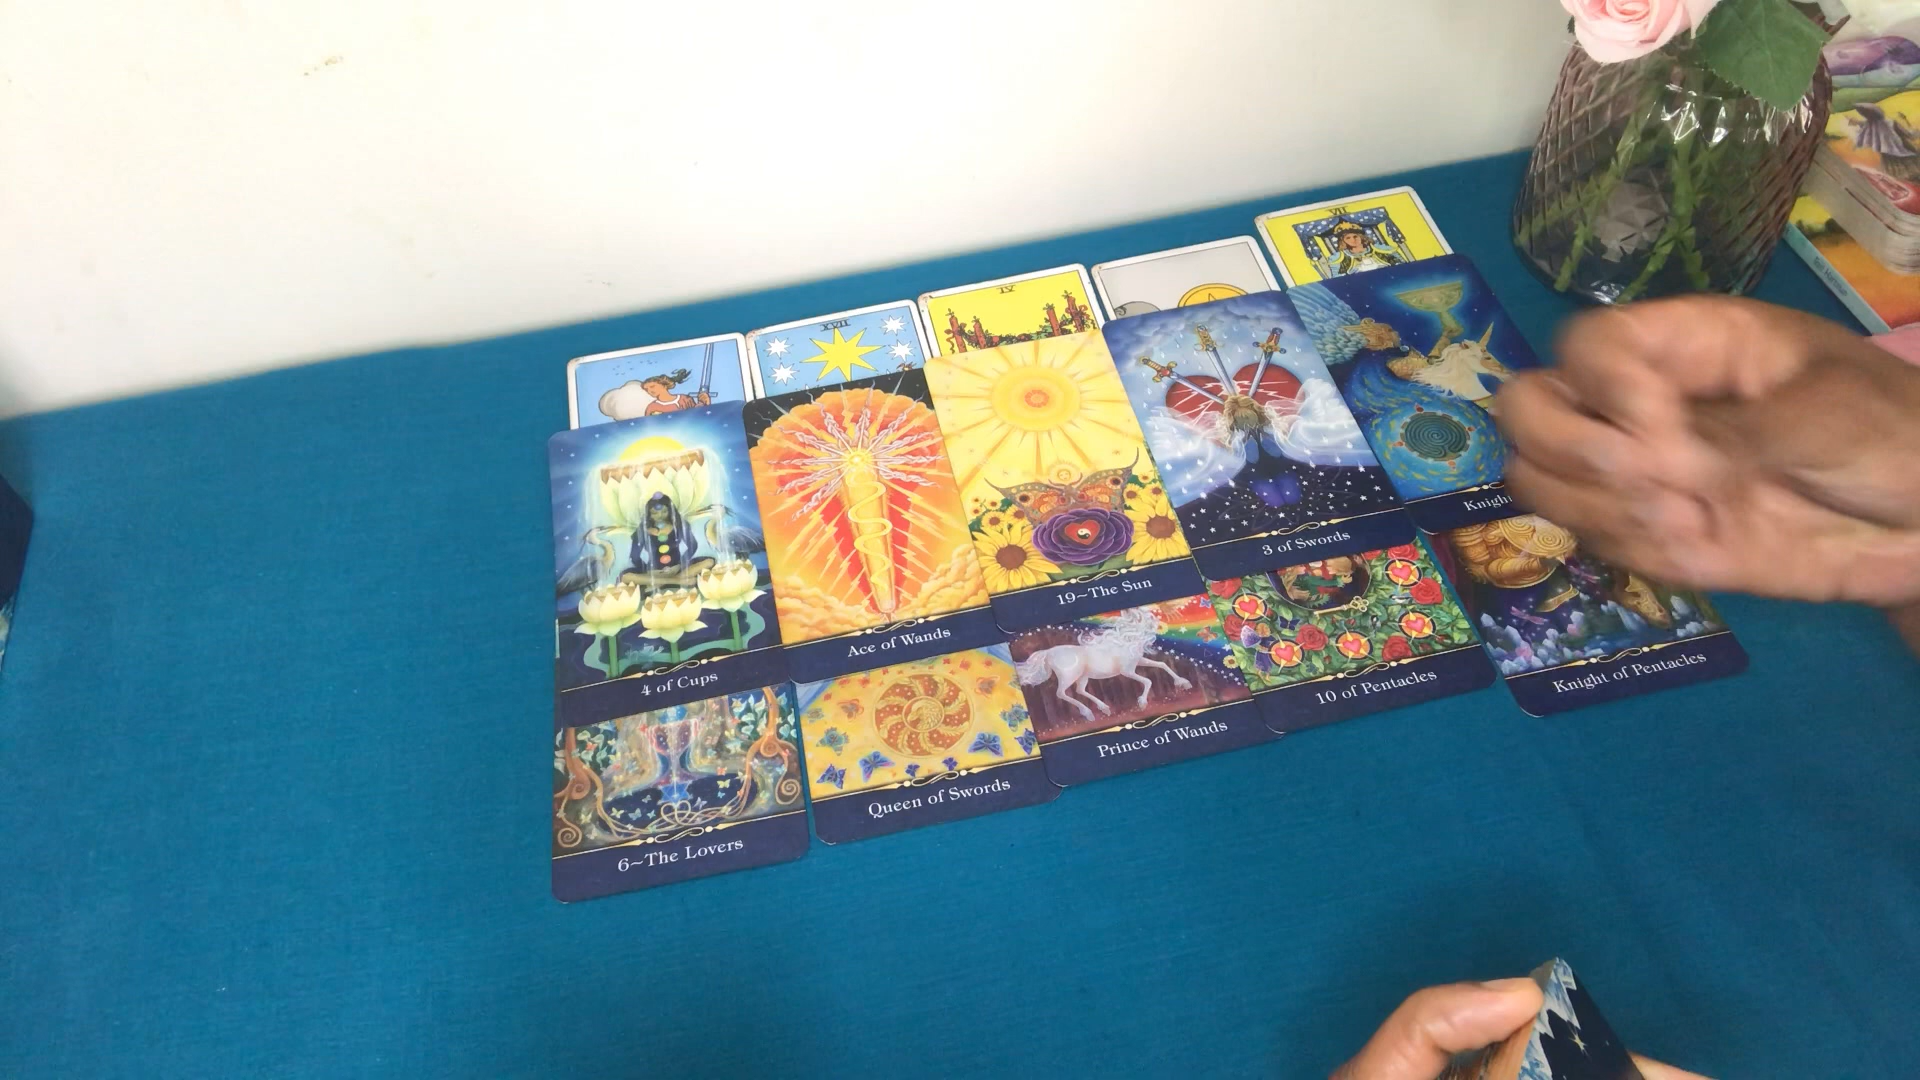 VII
IV
XVII
Knight
3 of Swords
19~The Sun
Ace of Wands
4 of Cups
Knight of Pentacles
10 of Pentacles
Prince of Wands
Queen of Swords
6~The Lovers